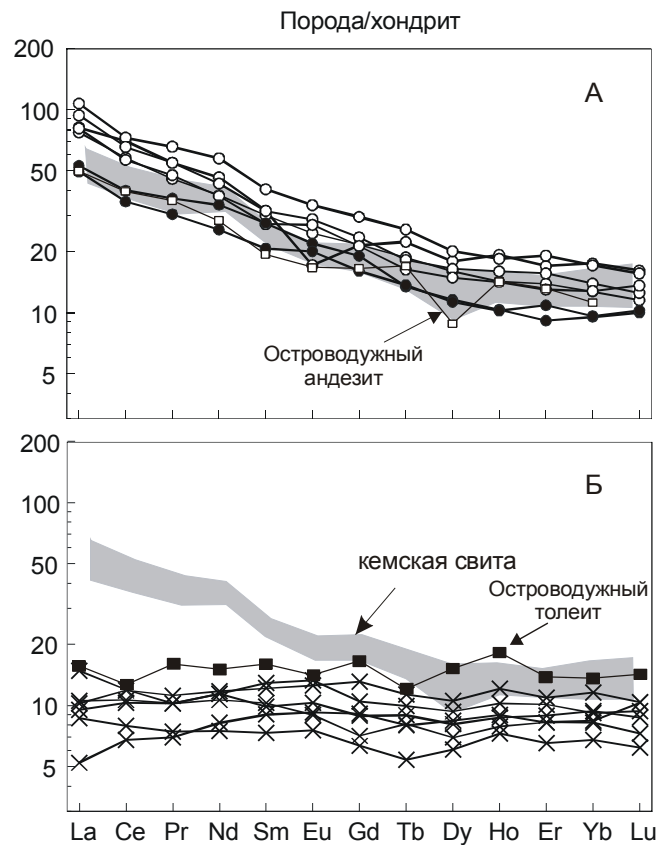 Порода/хондрит
200
А
100
50
20
10
Островодужный
андезит
5
200
Б
100
кемская свита
50
Островодужный
толеит
20
10
5
La Ce Pr Nd Sm Eu Gd Tb Dy Ho Er Yb Lu